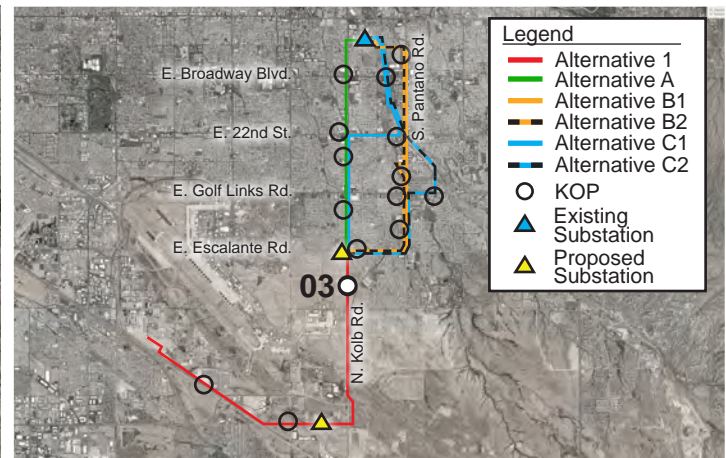 Legend
Alternative 1
Alternative A
Alternative B1
Alternative B2
Alternative C1
Alternative C2
KOP
Existing
Substation
Proposed
Substation
E. Broadway Blvd.
S. Pantano Rd.
E. 22nd St.
E. Golf Links Rd.
E. Escalante Rd.
03
N. Kolb Rd.